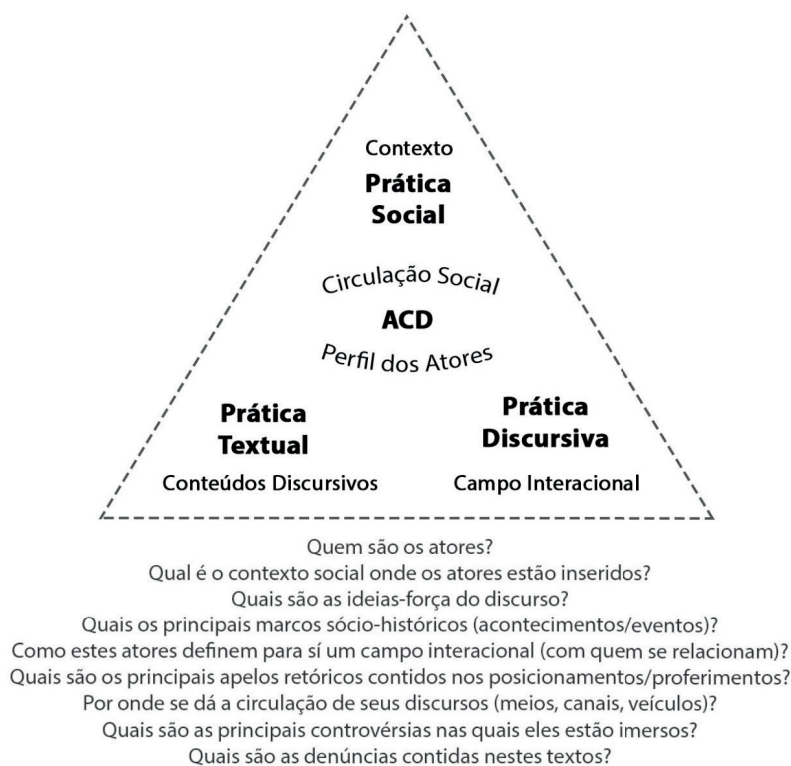 Contexto
Prática
Social
Circulação Social
ACD
Perfil dos Atores
Prática
Textual
Conteúdos Discursivos
Prática
Discursiva
Campo Interacional
Quem são os atores?
Qual é o contexto social onde os atores estão inseridos?
Quais são as ideias-força do discurso?
Quais os principais marcos sócio-históricos (acontecimentos/eventos)?
Como estes atores definem para sí um campo interacional (com quem se relacionam)?
Quais são os principais apelos retóricos contidos nos posicionamentos/proferimentos?
Por onde se dá a circulação de seus discursos (meios, canais, veículos)?
Quais são as principais controvérsias nas quais eles estão imersos?
Quais são as denúncias contidas nestes textos?